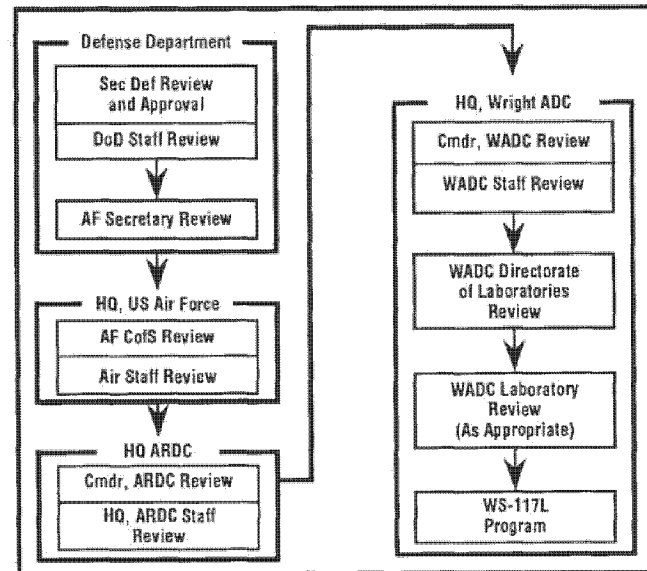 Defense Department
Sec Def Review
and Approval
DoD Staff Review
AF Secretary Review
HQ, US Air Force
AF CofS Review
Air Staff Review
HQ ARDC
Cmdr, ARDC Review
HQ, ARDC Staff
Review
HQ, Wright ADC
Cmdr, WADC Review
WADC Staff Review
WADC Directorate
of Laboratories
Review
WADC Laboratory
Review
(As Appropriate)
WS-117L
Program